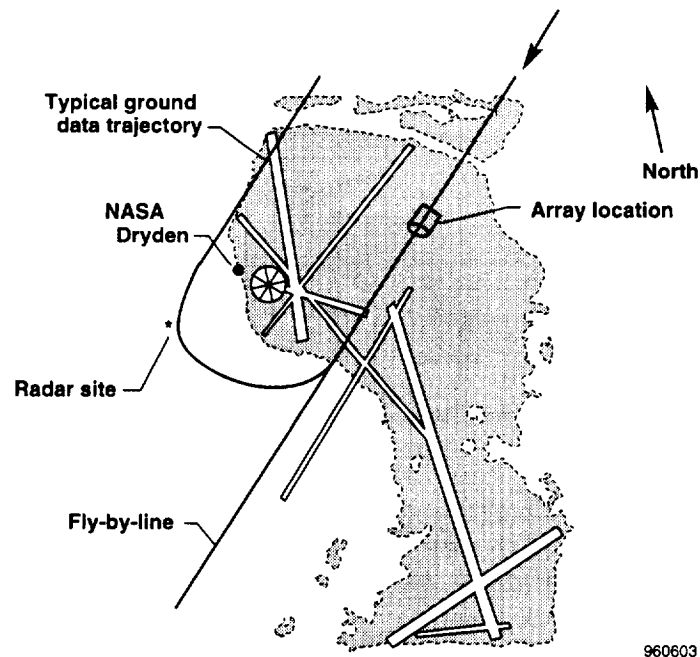 Typical ground
data trajectory
North
NASA
Dryden
Array location
Radar site
Fly-by-line
960603